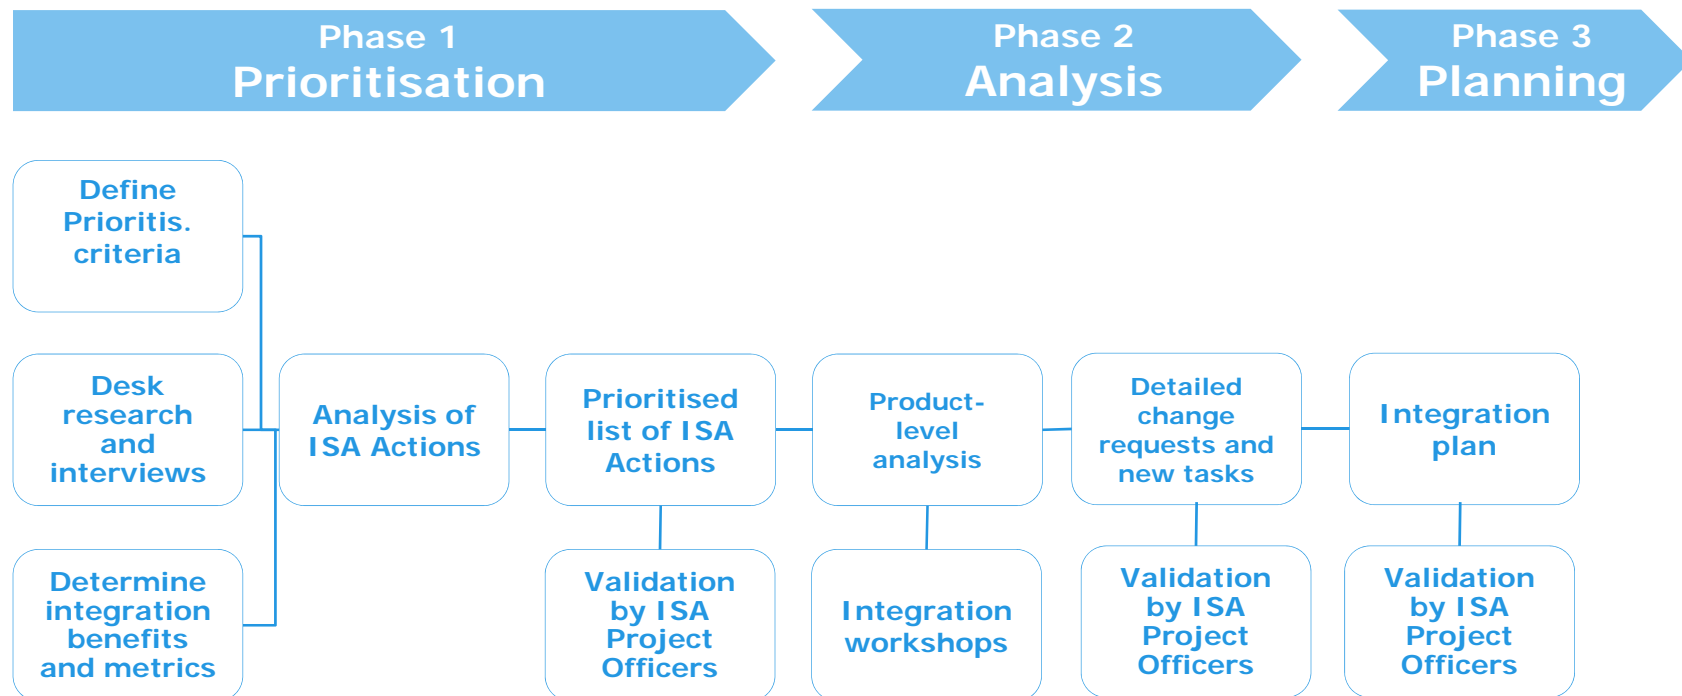 Phase 1
Prioritisation
Phase 2
Analysis
Phase 3
Planning
Define
Prioritis.
criteria
Desk
research
and
interviews
Determine
integration
benefits
and metrics
Analysis of
ISA Actions
Prioritised
list of ISA
Actions
Validation
by ISA
Project
Officers
Product-
level
analysis
Integration
workshops
Detailed
change
requests and
new tasks
Validation
by ISA
Project
Officers
Integration
plan
Validation
by ISA
Project
Officers